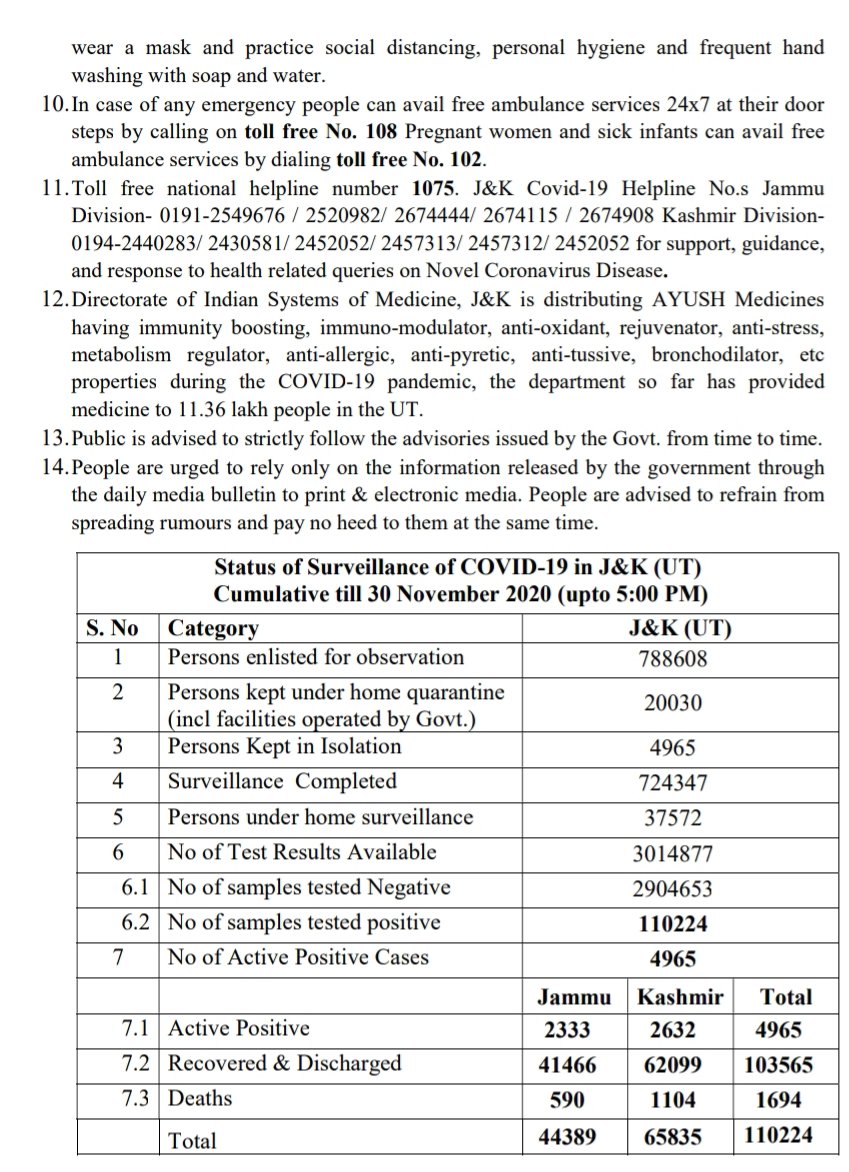 wear a mask and practice social distancing, personal hygiene and frequent hand
washing with soap and water.
10. In case of any emergency people can avail free ambulance services 24x7 at their door
steps by calling on toll free No. 108 Pregnant women and sick infants can avail free
ambulance services by dialing toll free No. 102.
11. Toll free national helpline number 1075. J&K Covid-19 Helpline No.s Jammu
Division- 0191-2549676 / 2520982/ 2674444/ 2674115 / 2674908 Kashmir Division-
0194-2440283/ 2430581/ 2452052/ 2457313/ 2457312/ 2452052 for support, guidance,
and response to health related queries on Novel Coronavirus Disease.
12. Directorate of Indian Systems of Medicine, J&K is distributing AYUSH Medicines
having immunity boosting, immuno-modulator, anti-oxidant, rejuvenator, anti-stress,
metabolism regulator, anti-allergic, anti-pyretic, anti-tussive, bronchodilator, etc
properties during the COVID-19 pandemic, the department so far has provided
medicine to 11.36 lakh people in the UT.
13. Public is advised to strictly follow the advisories issued by the Govt. from time to time.
14. People are urged to rely only on the information released by the government through
the daily media bulletin to print & electronic media. People are advised to refrain from
spreading rumours and pay no heed to them at the same time.
Status of Surveillance of COVID-19 in J&K (UT)
Cumulative till 30 November 2020 (upto 5:00 PM)
S. No Category J&K (UT)
1 Persons enlisted for observation 788608
2 Persons kept under home quarantine
(incl facilities operated by Govt.) 20030
3 Persons Kept in Isolation 4965
4 Surveillance Completed 724347
5 Persons under home surveillance 37572
6 No of Test Results Available 3014877
6.1 No of samples tested Negative 2904653
6.2 No of samples tested positive 110224
7 No of Active Positive Cases 4965
Jammu Kashmir Total
7.1 Active Positive 2333 2632 4965
7.2 Recovered & Discharged 41466 62099 103565
7.3 Deaths 590 1104 1694
Total 44389 65835 110224